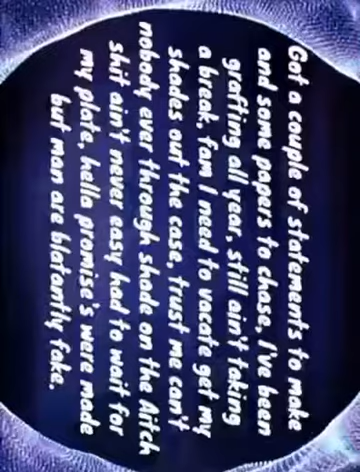 Got a couple of statements to make
and some papers to chase, I've been
grafting all year, still ain't taking
a break, fam I need to vacate get my
shades out the case, trust me can't
nobody ever through shade on the Aitch
shit ain't never easy had to wait for
my plate, hella promise's were made
but man are blatantly fake.